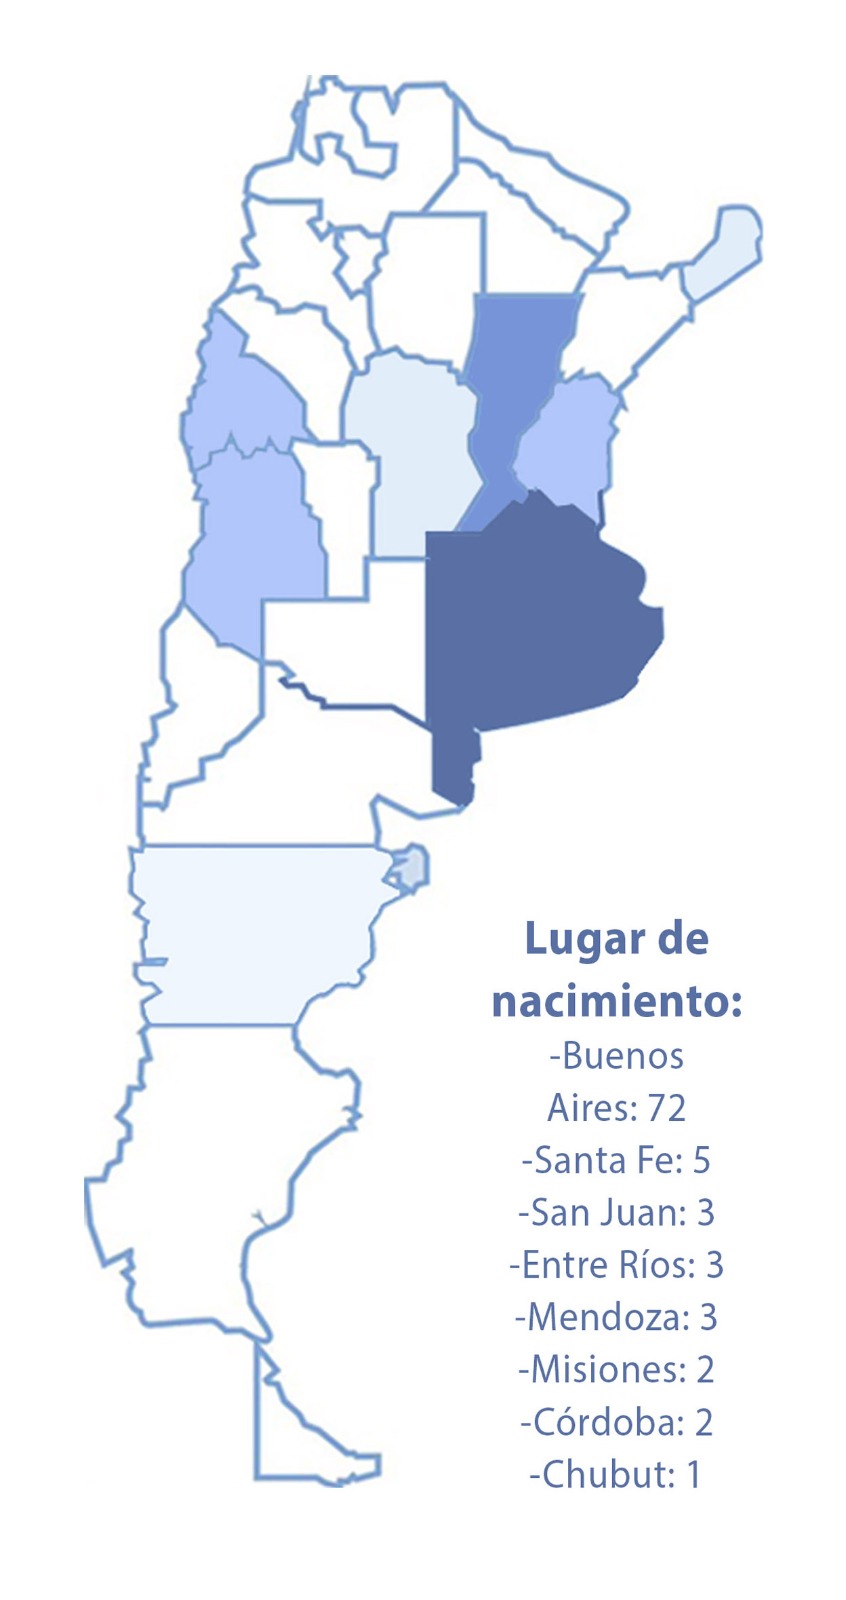 Lugar de
nacimiento:
-Buenos
Aires: 72
-Santa Fe: 5
-San Juan: 3
-Entre Ríos: 3
-Mendoza: 3
-Misiones: 2
-Córdoba: 2
-Chubut: 1